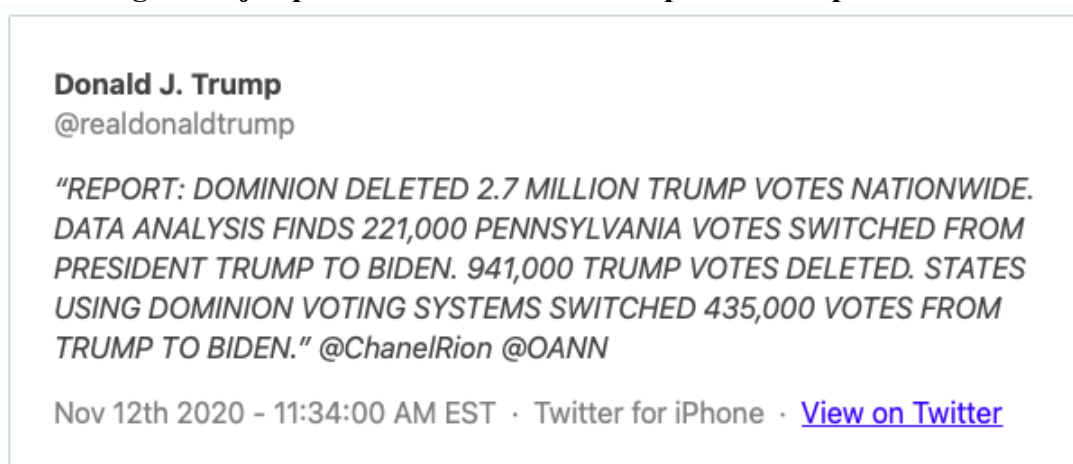 Donald J. Trump
@realdonaldtrump
“REPORT: DOMINION DELETED 2.7 MILLION TRUMP VOTES NATIONWIDE.
DATA ANALYSIS FINDS 221,000 PENNSYLVANIA VOTES SWITCHED FROM
PRESIDENT TRUMP TO BIDEN. 941,000 TRUMP VOTES DELETED. STATES
USING DOMINION VOTING SYSTEMS SWITCHED 435,000 VOTES FROM
TRUMP TO BIDEN.” @ChanelRion @OANN
Nov 12th 2020 - 11:34:00 AM EST · Twitter for iPhone · View on Twitter